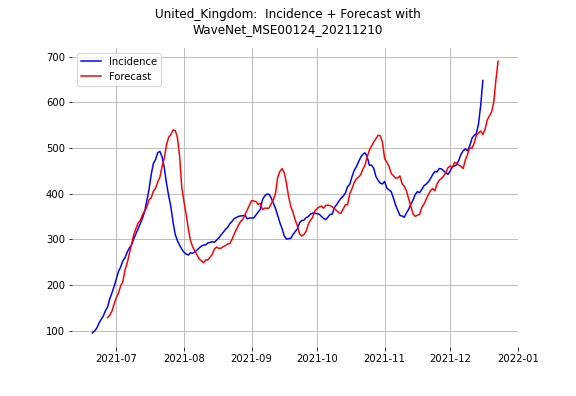 United_Kingdom:  Incidence + Forecast with
WaveNet_MSE00124_20211210
Incidence
Forecast
700
600
500
400
300
200
100
2021-07 2021-08 2021-09 2021-10 2021-11 2021-12 2022-01